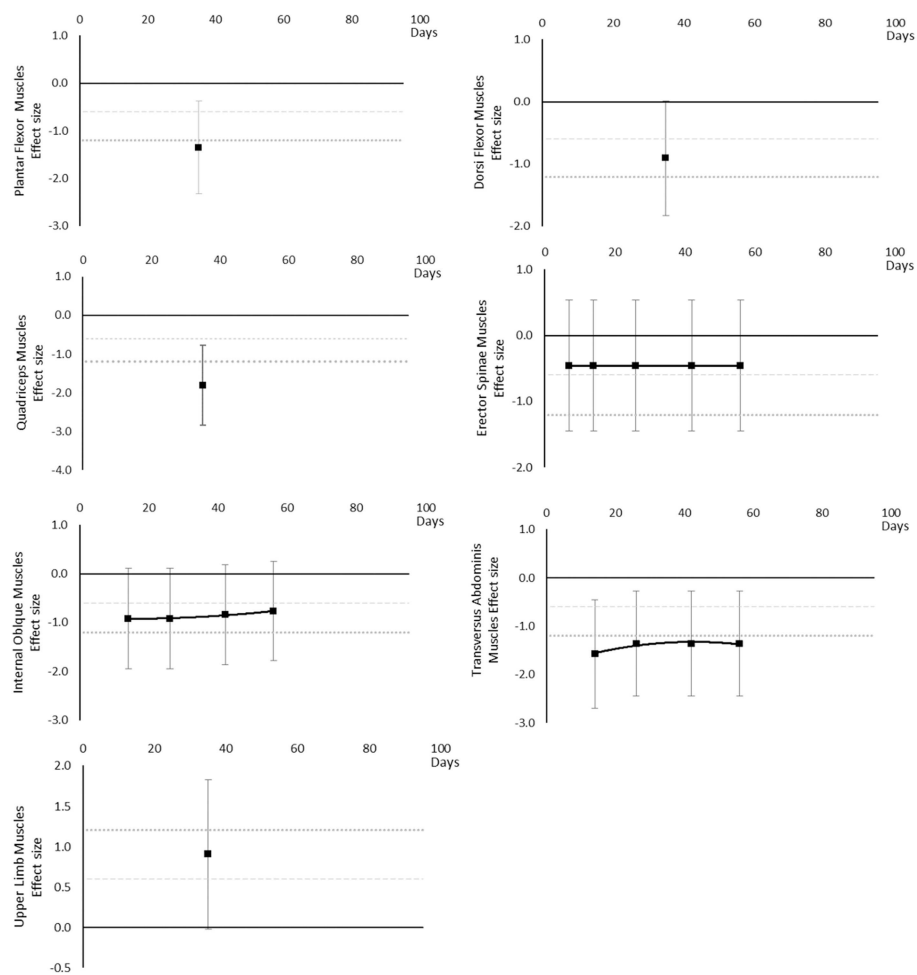 0 20 40 60 80 100
Days
1.0
0.0
-1.0
-2.0
-3.0
Plantar Flexor Muscles
Effect size
0 20 40 60 80 100
Days
1.0
0.0
-1.0
-2.0
Dorsi Flexor Muscles
Effect size
0 20 40 60 80 100
Days
1.0
0.0
-1.0
-2.0
-3.0
-4.0
Quadriceps Muscles
Effect size
0 20 40 60 80 100
Days
1.0
0.0
-1.0
-2.0
Erector Spinae Muscles
Effect size
0 20 40 60 80 100
Days
1.0
0.0
-1.0
-2.0
-3.0
Internal Oblque Muscles
Effect size
0 20 40 60 80 100
Days
1.0
0.0
-1.0
-2.0
-3.0
Transversus Abdominis
Muscles Effect size
0 20 40 60 80 100
Days
2.0
1.5
1.0
0.5
0.0
-0.5
Upper Limb Muscles
Effect size